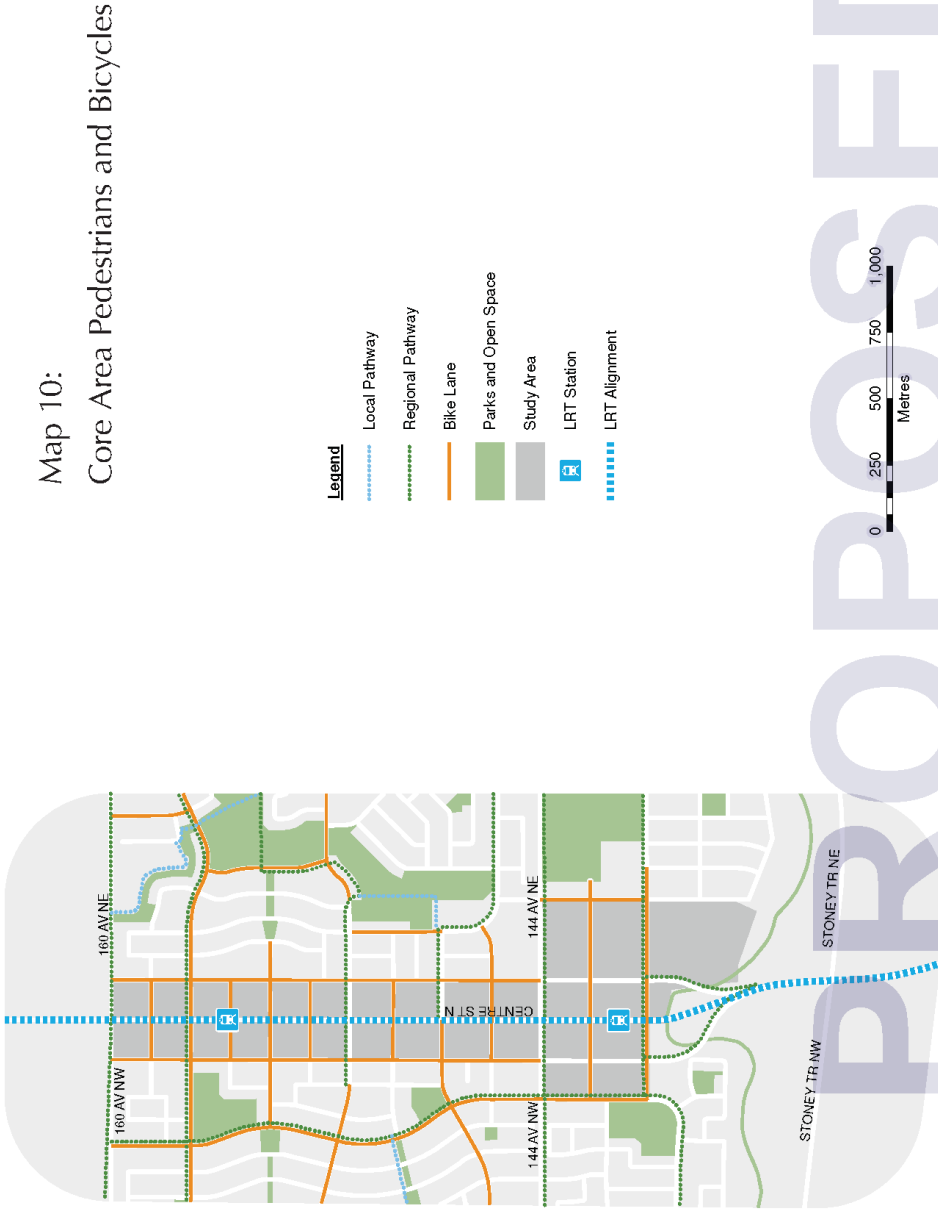 Map 10:
Core Area Pedestrians and Bicycles
Legend
Local Pathway
Regional Pathway
Bike Lane
Parks and Open Space
Study Area
LRT Station
LRT Alignment
160 AV NW
160 AV NE
CENTRE ST N
144 AV NW
144 AV NE
STONEY TR NW
STONEY TR NE
0 250 500 750 1,000
Metres